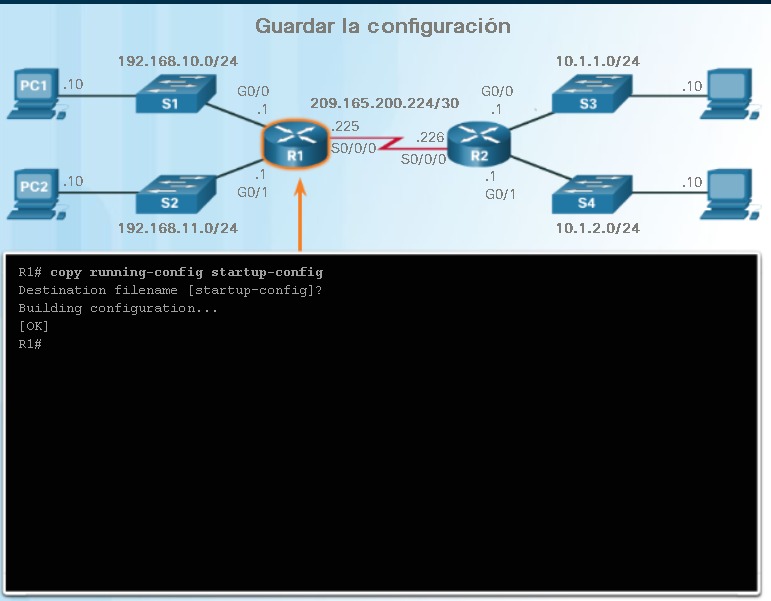 Guardar la configuración
192.168.10.0/24
10.1.1.0/24
PC1
.10
S1
G0/0
.1
209.165.200.224/30
G0/0
.1
S3
.10
.225
.226
R1
S0/0/0
S0/0/0
R2
PC2
.10
S2
.1
G0/1
.1
G0/1
S4
.10
192.168.11.0/24
10.1.2.0/24
R1# copy running-config startup-config
Destination filename [startup-config]?
Building configuration...
[OK]
R1#